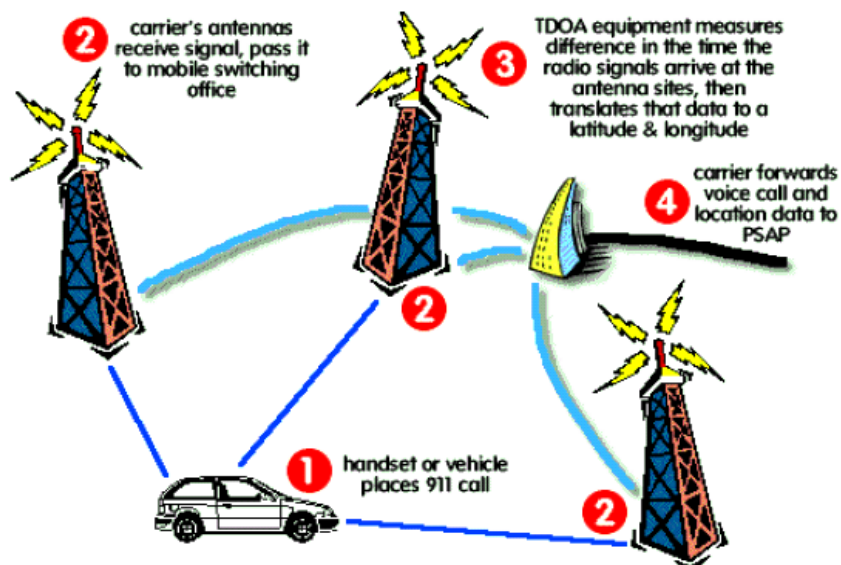 2
carrier's antennas
receive signal, pass it
to mobile switching
office
3
TDOA equipment measures
difference in the time the
radio signals arrive at the
antenna sites, then
translates that data to a
latitude & longitude
4
carrier forwards
voice call and
location data to
PSAP
2
1
handset or vehicle
places 911 call
2